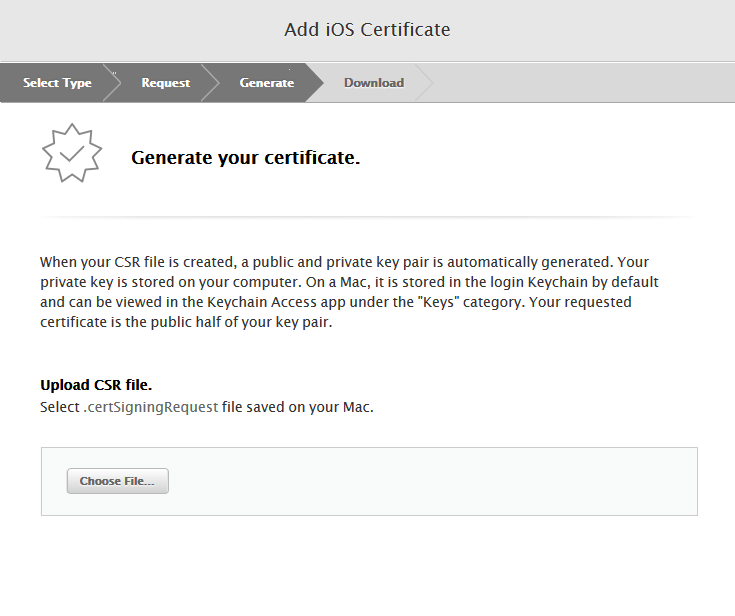 Add iOS Certificate
Select Type Request Generate Download
Generate your certificate.
When your CSR file is created, a public and private key pair is automatically generated. Your
private key is stored on your computer. On a Mac, it is stored in the login Keychain by default
and can be viewed in the Keychain Access app under the "Keys" category. Your requested
certificate is the public half of your key pair.
Upload CSR file.
Select .certSigningRequest file saved on your Mac.
Choose File...